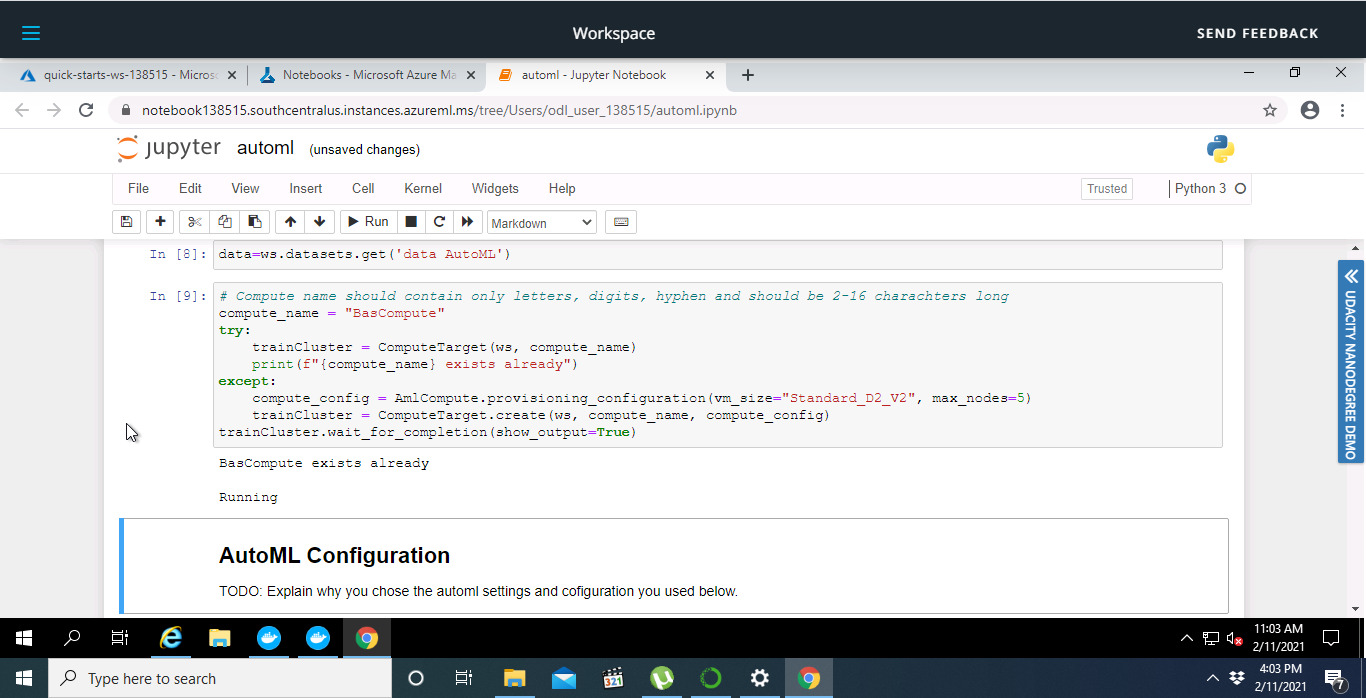 Workspace
SEND FEEDBACK
quick-starts-ws-138515 - Micros
Notebooks - Microsoft Azure Ma
automl - Jupyter Notebook
notebook138515.southcentralus.instances.azureml.ms/tree/Users/odl_user_138515/automl.ipynb
jupyter automl (unsaved changes)
File Edit View Insert Cell Kernel Widgets Help
Trusted
Python 3
Run
Markdown
In [8]: data=ws.datasets.get('data AutoML')
In [9]: # Compute name should contain only letters, digits, hyphen and should be 2-16 charachters long
compute_name = "BasCompute"
try:
trainCluster = ComputeTarget(ws, compute_name)
print(f"{compute_name} exists already")
except:
compute_config = AmlCompute.provisioning_configuration(vm_size="Standard_D2_V2", max_nodes=5)
trainCluster = ComputeTarget.create(ws, compute_name, compute_config)
trainCluster.wait_for_completion(show_output=True)
BasCompute exists already
Running
AutoML Configuration
TODO: Explain why you chose the automl settings and cofiguration you used below.
UDACITY NANODEGREE DEMO
11:03 AM
2/11/2021
Type here to search
321
4:03 PM
2/11/2021
7